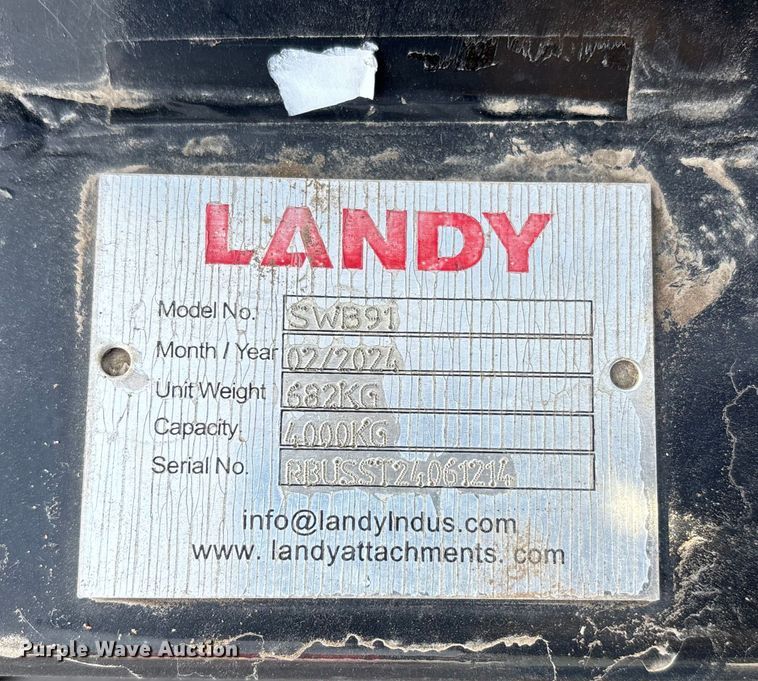 LANDY
Model No. SWB91
Month / Year 02/2024
Unit Weight 682KG
Capacity. 4000KG
Serial No. RBUSST24061214
info@landyIndus.com
www. landyattachments. com
Purple Wave Auction